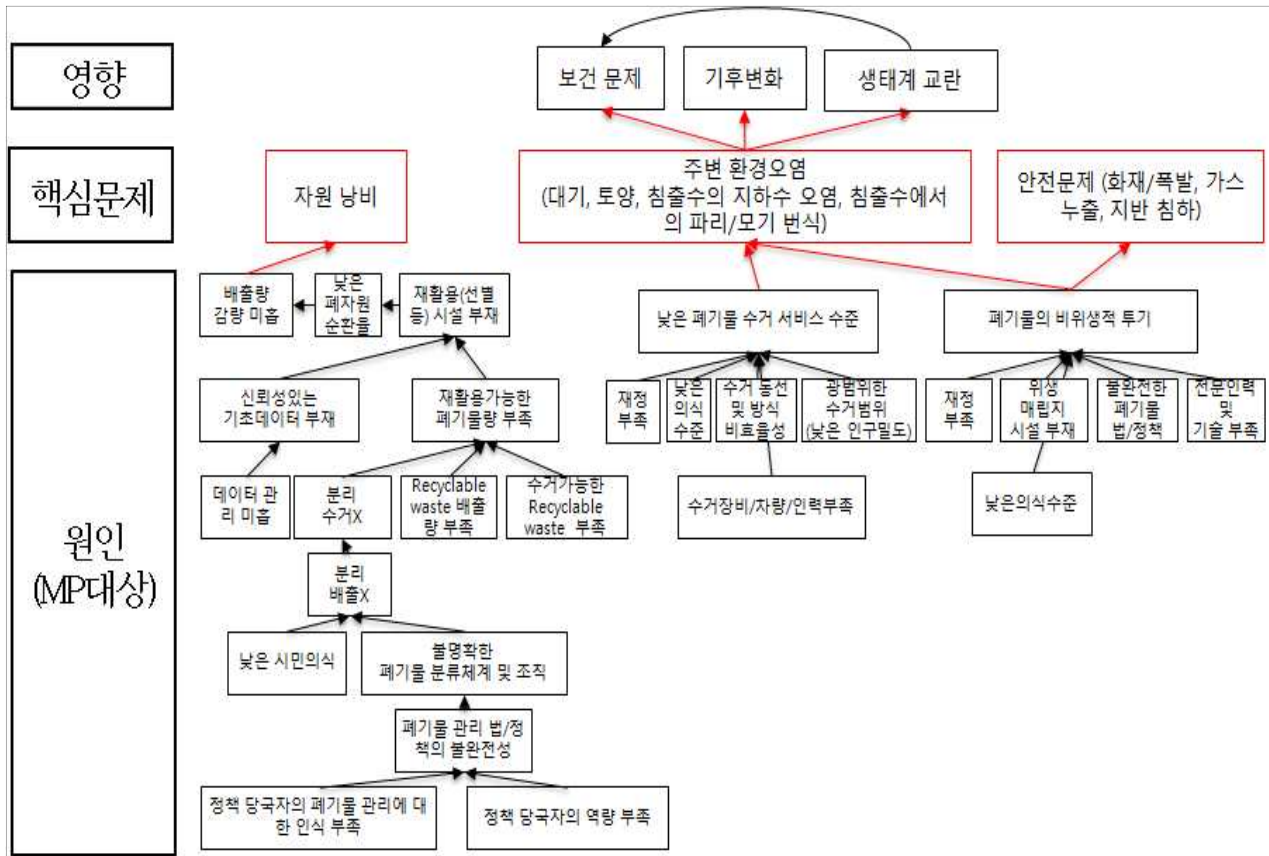 영향
보건 문제
기후변화
생태계 교란
핵심문제
자원 낭비
주변 환경오염
(대기, 토양, 침출수의 지하수 오염, 침출수에서
의 파리/모기 번식)
안전문제 (화재/폭발, 가스
누출, 지반 침하)
원인
(MP대상)
배출량
감량 미흡
낮은
폐자원
순환율
재활용(선별
등) 시설 부재
낮은 폐기물 수거 서비스 수준
폐기물의 비위생적 투기
신뢰성있는
기초데이터 부재
재활용가능한
폐기물량 부족
재정
부족
낮은
의식
수준
수거 동선
및 방식
비효율성
광범위한
수거범위
(낮은 인구밀도)
재정
부족
위생
매립지
시설 부재
불완전한
폐기물
법/정책
전문인력
및
기술 부족
데이터 관
리 미흡
분리
수거X
Recyclable
waste 배출
량 부족
수거가능한
Recyclable
waste 부족
수거장비/차량/인력부족
낮은의식수준
분리
배출X
낮은 시민의식
불명확한
폐기물 분류체계 및 조직
폐기물 관리 법/정
책의 불완전성
정책 당국자의 폐기물 관리에 대
한 인식 부족
정책 당국자의 역량 부족